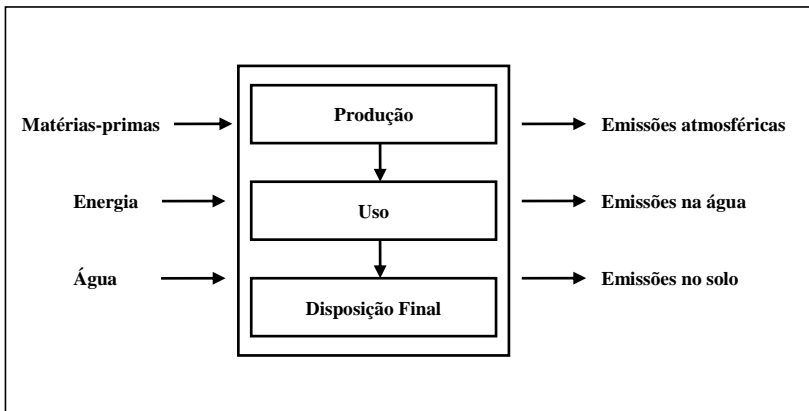 Matérias-primas
Energia
Água
Produção
Uso
Disposição Final
Emissões atmosféricas
Emissões na água
Emissões no solo